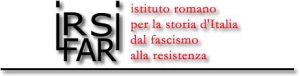 iRSi
FAR
istituto romano
per la storia d'Italia
dal fascismo
alla resistenza